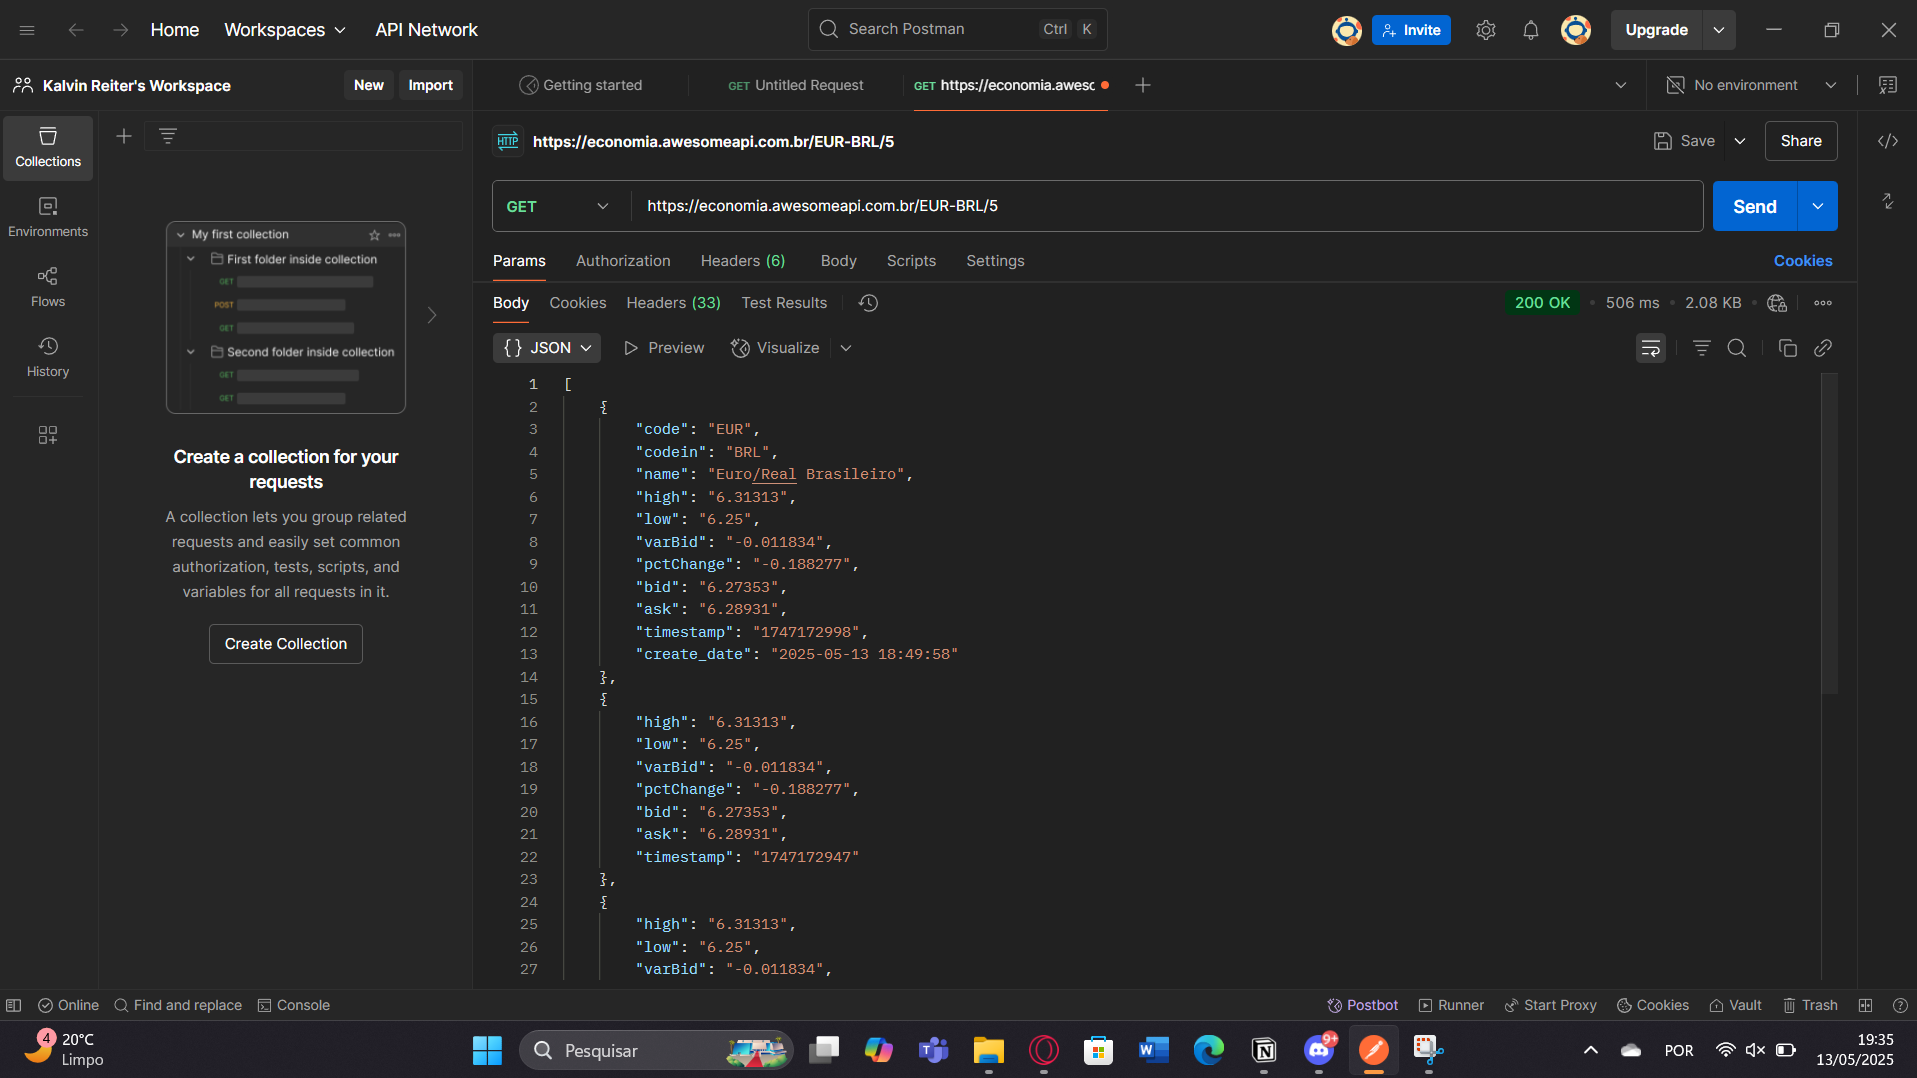 Home
Workspaces
API Network
Search Postman
Ctrl K
Invite
Upgrade
Kalvin Reiter's Workspace
New
Import
Getting started
GET Untitled Request
GET https://economia.awesc
No environment
Collections
Environments
Flows
History
My first collection
First folder inside collection
GET
POST
GET
Second folder inside collection
GET
GET
Create a collection for your
requests
A collection lets you group related
requests and easily set common
authorization, tests, scripts, and
variables for all requests in it.
Create Collection
HTTP https://economia.awesomeapi.com.br/EUR-BRL/5
Save
Share
GET
https://economia.awesomeapi.com.br/EUR-BRL/5
Send
Params Authorization Headers (6) Body Scripts Settings
Cookies
Body Cookies Headers (33) Test Results
200 OK • 506 ms • 2.08 KB •
{} JSON
Preview
Visualize
1 [
2 {
3 "code": "EUR",
4 "codein": "BRL",
5 "name": "Euro/Real Brasileiro",
6 "high": "6.31313",
7 "low": "6.25",
8 "varBid": "-0.011834",
9 "pctChange": "-0.188277",
10 "bid": "6.27353",
11 "ask": "6.28931",
12 "timestamp": "1747172998",
13 "create_date": "2025-05-13 18:49:58"
14 },
15 {
16 "high": "6.31313",
17 "low": "6.25",
18 "varBid": "-0.011834",
19 "pctChange": "-0.188277",
20 "bid": "6.27353",
21 "ask": "6.28931",
22 "timestamp": "1747172947"
23 },
24 {
25 "high": "6.31313",
26 "low": "6.25",
27 "varBid": "-0.011834",
Online
Find and replace
Console
Postbot
Runner
Start Proxy
Cookies
Vault
Trash
4
20°C
Limpo
Pesquisar
9+
POR
19:35
13/05/2025